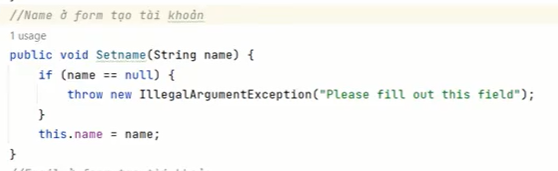 //Name ở form tạo tài khoản
1 usage
public void Setname(String name) {
if (name == null) {
throw new IllegalArgumentException("Please fill out this field");
}
this.name = name;
}